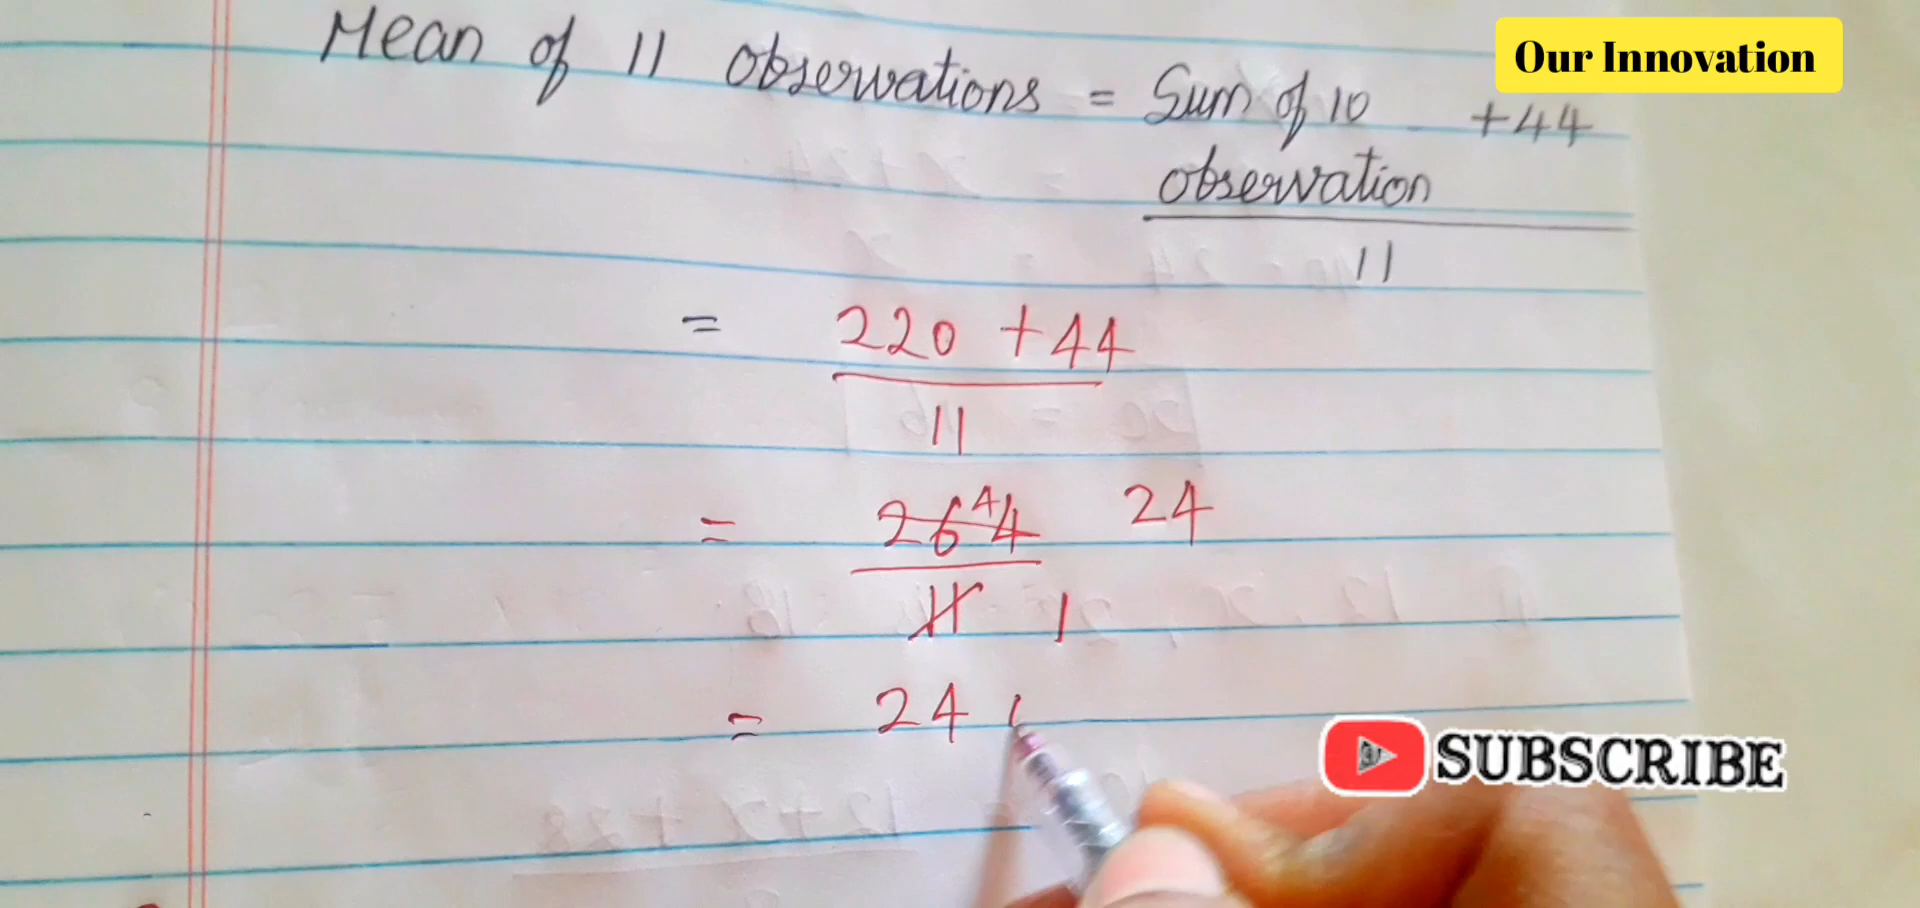 Our Innovation
Mean of 11 observations = Sum of 10 + 44
observation
11
= 220 + 44
11
= 264 4 24
11 1
= 24
SUBSCRIBE